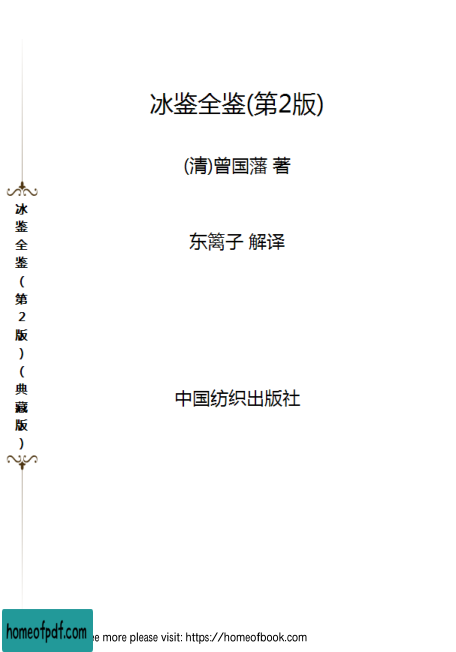 冰鉴全鉴(第2版)
(清)曾国藩 著
东篱子 解译
中国纺织出版社
冰鉴全鉴(第2版)(典藏版)
homeofpdf.com
more please visit: https://homeofbook.com